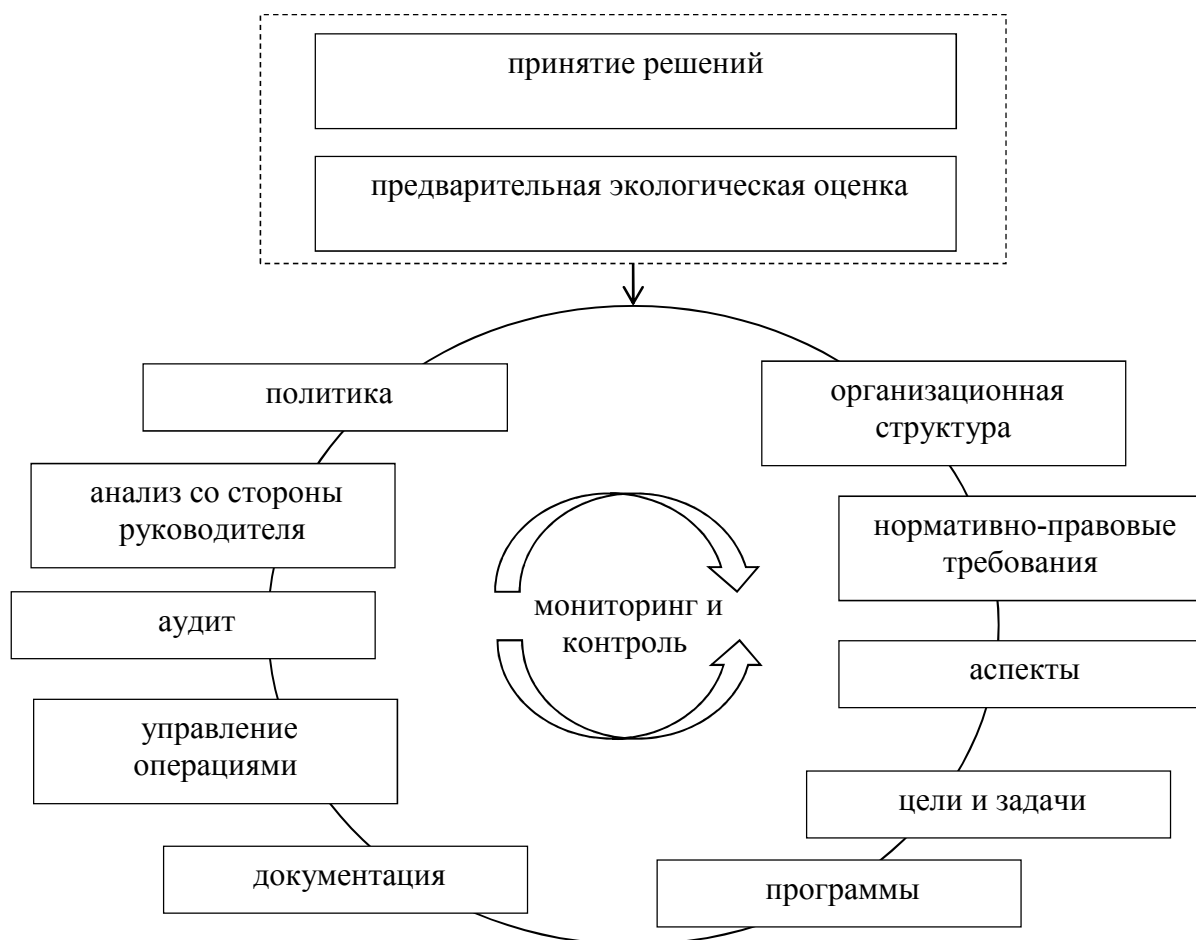 принятие решений
предварительная экологическая оценка
политика
организационная
структура
анализ со стороны
руководителя
нормативно-правовые
требования
мониторинг и
контроль
аудит
аспекты
управление
операциями
цели и задачи
документация
программы